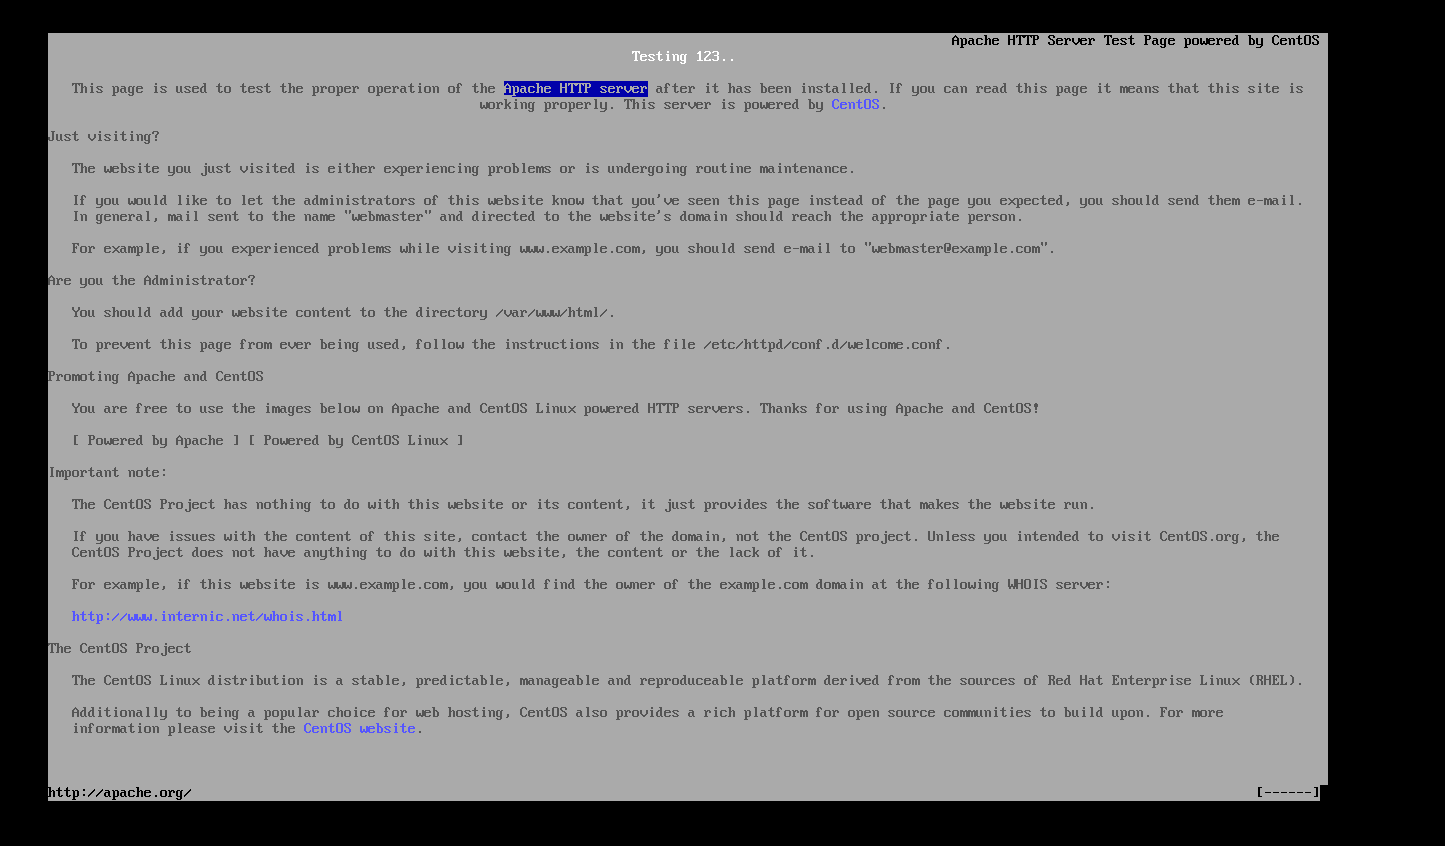 Apache HTTP Server Test Page powered by CentOS
Testing 123..
This page is used to test the proper operation of the Apache HTTP server after it has been installed. If you can read this page it means that this site is
working properly. This server is powered by CentOS.
Just visiting?
The website you just visited is either experiencing problems or is undergoing routine maintenance.
If you would like to let the administrators of this website know that you've seen this page instead of the page you expected, you should send them e-mail.
In general, mail sent to the name "webmaster" and directed to the website's domain should reach the appropriate person.
For example, if you experienced problems while visiting www.example.com, you should send e-mail to "webmaster@example.com".
Are you the Administrator?
You should add your website content to the directory /var/www/html/.
To prevent this page from ever being used, follow the instructions in the file /etc/httpd/conf.d/welcome.conf.
Promoting Apache and CentOS
You are free to use the images below on Apache and CentOS Linux powered HTTP servers. Thanks for using Apache and CentOS!
[ Powered by Apache ] [ Powered by CentOS Linux ]
Important note:
The CentOS Project has nothing to do with this website or its content, it just provides the software that makes the website run.
If you have issues with the content of this site, contact the owner of the domain, not the CentOS project. Unless you intended to visit CentOS.org, the
CentOS Project does not have anything to do with this website, the content or the lack of it.
For example, if this website is www.example.com, you would find the owner of the example.com domain at the following WHOIS server:
http://www.internic.net/whois.html
The CentOS Project
The CentOS Linux distribution is a stable, predictable, manageable and reproduceable platform derived from the sources of Red Hat Enterprise Linux (RHEL).
Additionally to being a popular choice for web hosting, CentOS also provides a rich platform for open source communities to build upon. For more
information please visit the CentOS website.
http://apache.org/ [------]